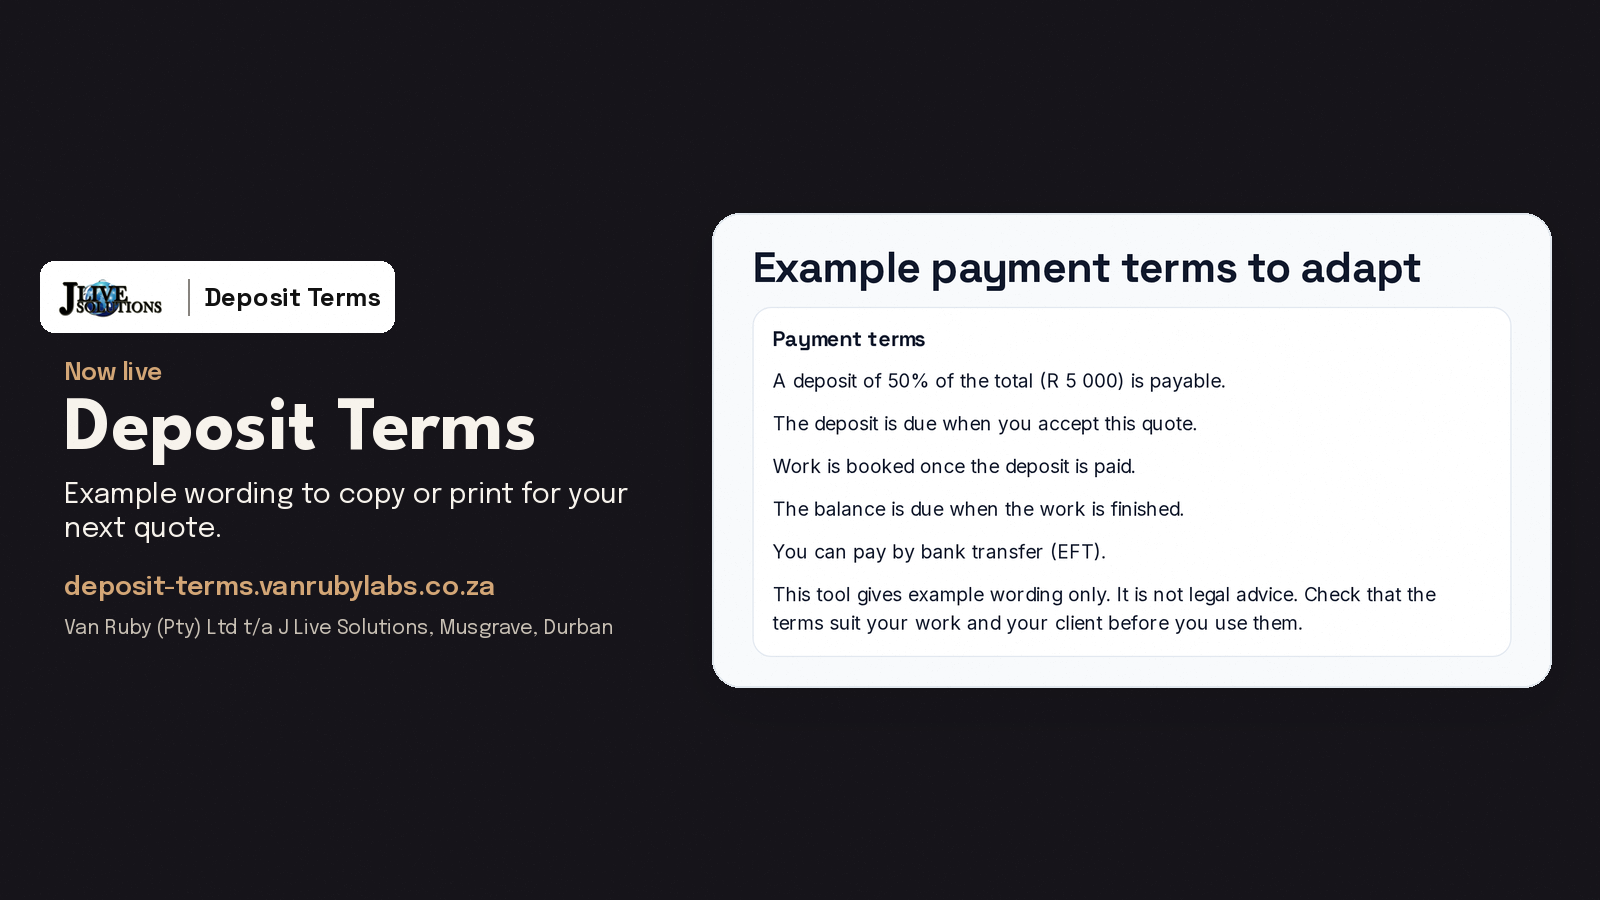 J LIVE
SOLUTIONS
Deposit Terms
Now live
Deposit Terms
Example wording to copy or print for your
next quote.
deposit-terms.vanrubylabs.co.za
Van Ruby (Pty) Ltd t/a J Live Solutions, Musgrave, Durban
Example payment terms to adapt
Payment terms
A deposit of 50% of the total (R 5 000) is payable.
The deposit is due when you accept this quote.
Work is booked once the deposit is paid.
The balance is due when the work is finished.
You can pay by bank transfer (EFT).
This tool gives example wording only. It is not legal advice. Check that the
terms suit your work and your client before you use them.